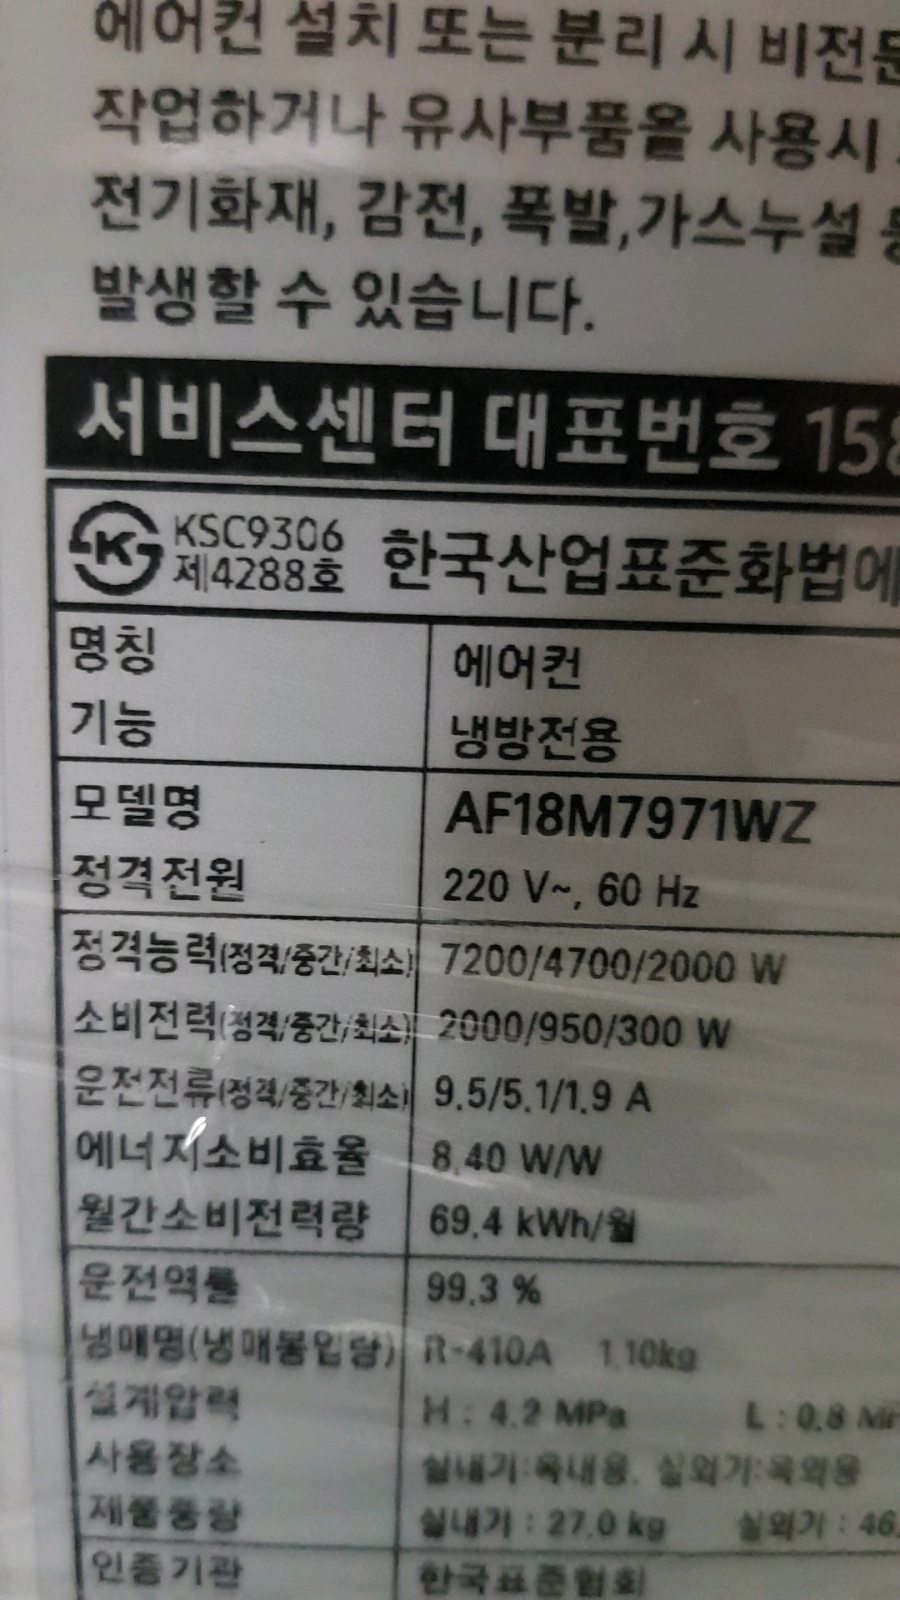 에어컨 설치 또는 분리 시 비전문
작업하거나 유사부품을 사용시
전기화재, 감전, 폭발,가스누설
발생할 수 있습니다.
서비스센터 대표번호 158
KSC9306
제4288호
한국산업표준화법에
명칭 에어컨
기능 냉방전용
모델명 AF18M7971WZ
정격전원 220 V~, 60 Hz
정격능력(정격/중간/최소) 7200/4700/2000 W
소비전력(정격/중간/최소) 2000/950/300 W
운전전류(정격/중간/최소) 9.5/5.1/1.9 A
에너지소비효율 8.40 W/W
월간소비전력량 69.4 kWh/월
운전역률 99.3 %
냉매명(냉매봉입량) R-410A 1.10kg
설계압력 H : 4.2 MPa L : 0.8
사용장소 실내기:옥내용. 실외기:옥외용
제품중량 실내기 : 27.0 kg 실외기 : 46.
인증기관 한국표준협회